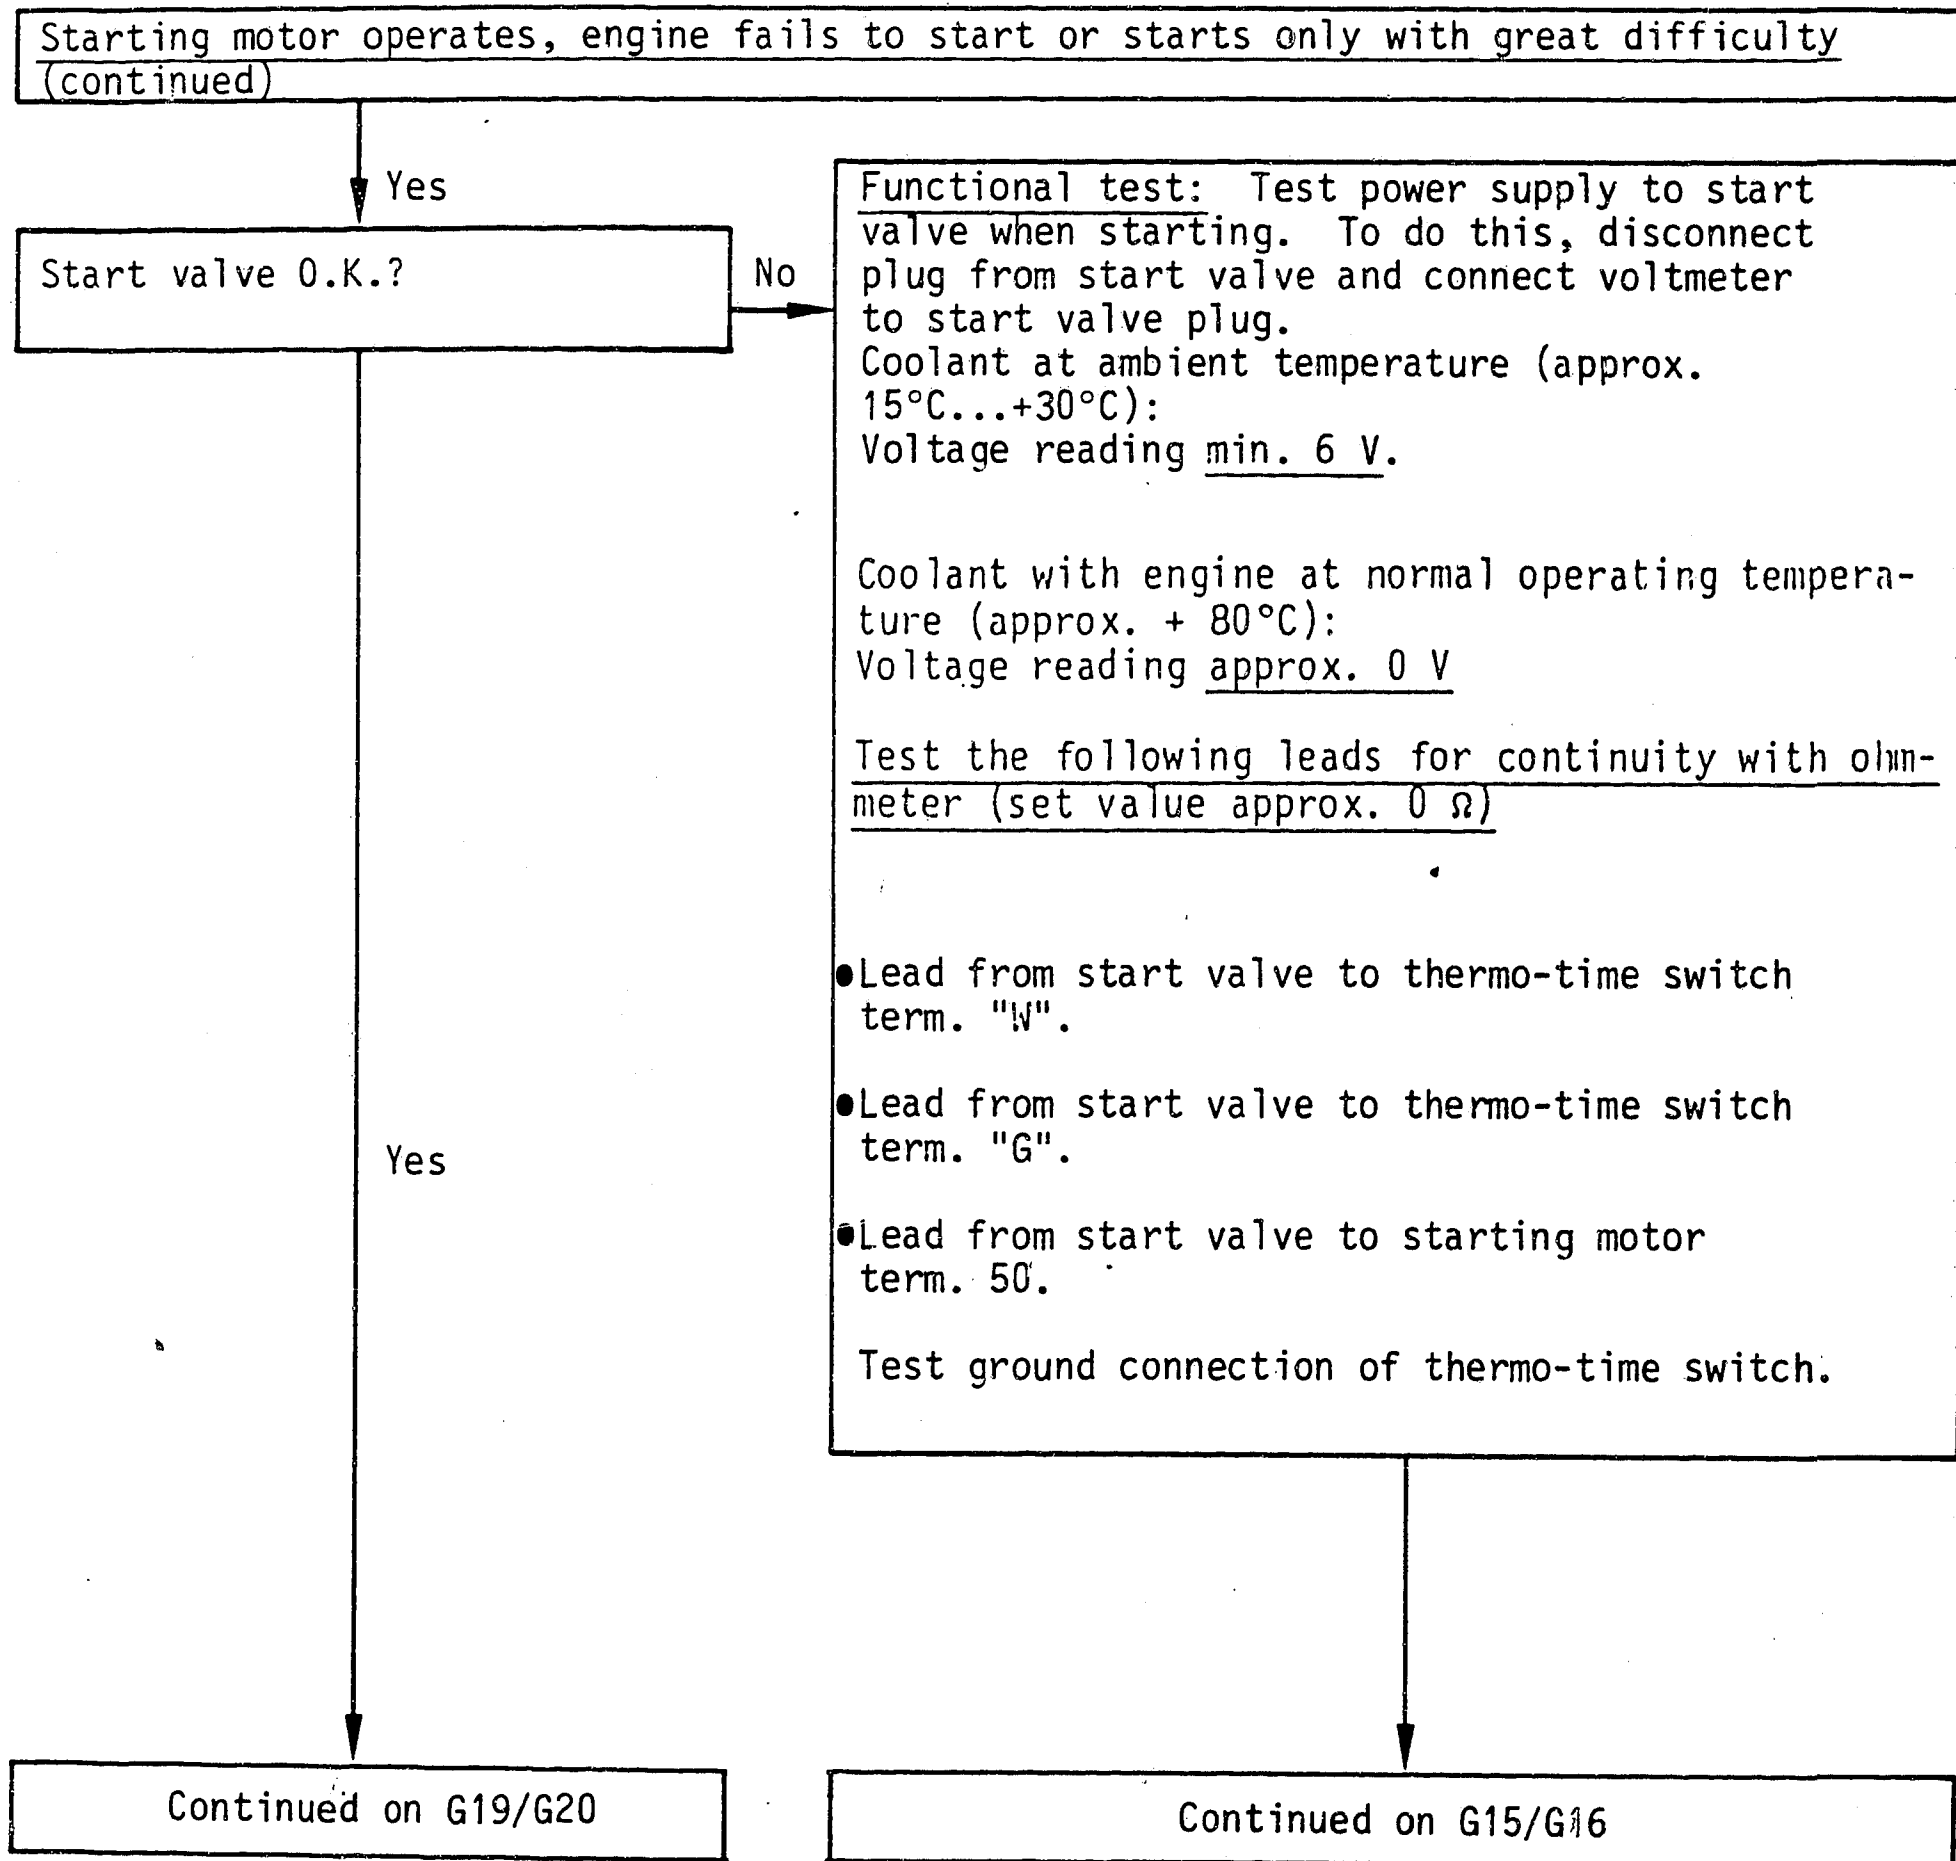 Starting motor operates, engine fails to start or starts only with great difficulty
(continued)
Yes
Start valve O.K.?
No
Functional test: Test power supply to start
valve when starting. To do this, disconnect
plug from start valve and connect voltmeter
to start valve plug.
Coolant at ambient temperature (approx.
15°C...+30°C):
Voltage reading min. 6 V.
Coolant with engine at normal operating tempera-
ture (approx. + 80°C):
Voltage reading approx. 0 V
Test the following leads for continuity with ohm-
meter (set value approx. 0 Ω)
●Lead from start valve to thermo-time switch
term. "W".
●Lead from start valve to thermo-time switch
term. "G".
●Lead from start valve to starting motor
term. 50.
Test ground connection of thermo-time switch.
Yes
Continued on G19/G20
Continued on G15/G16